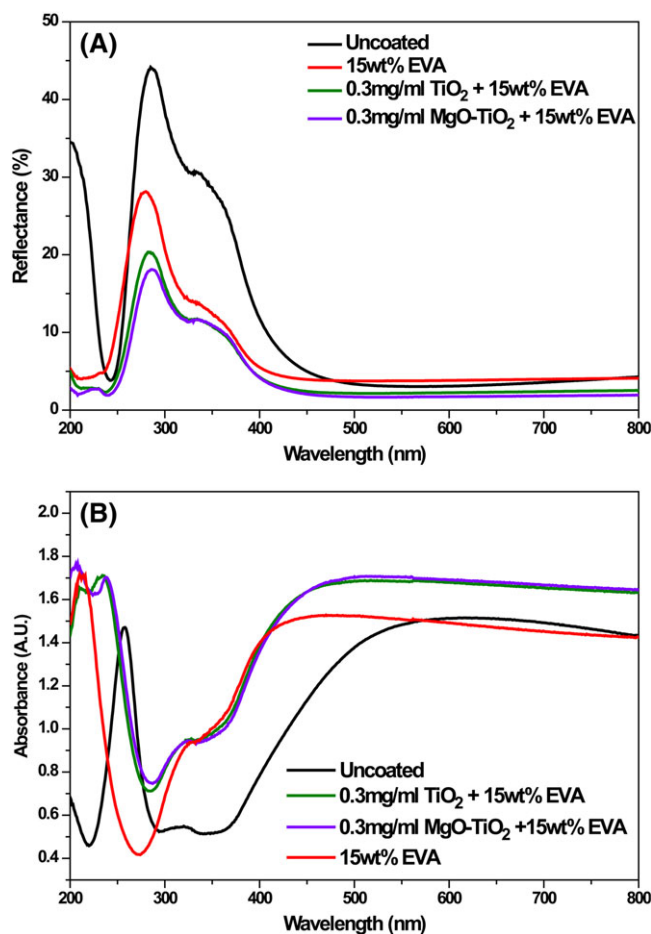 (A)
Uncoated
15wt% EVA
0.3mg/ml TiO₂ + 15wt% EVA
0.3mg/ml MgO-TiO₂ + 15wt% EVA
Reflectance (%)
50
40
30
20
10
0
200 300 400 500 600 700 800
Wavelength (nm)
(B)
Absorbance (A.U.)
2.0
1.8
1.6
1.4
1.2
1.0
0.8
0.6
0.4
Uncoated
0.3mg/ml TiO₂ + 15wt% EVA
0.3mg/ml MgO-TiO₂ +15wt% EVA
15wt% EVA
200 300 400 500 600 700 800
Wavelength (nm)